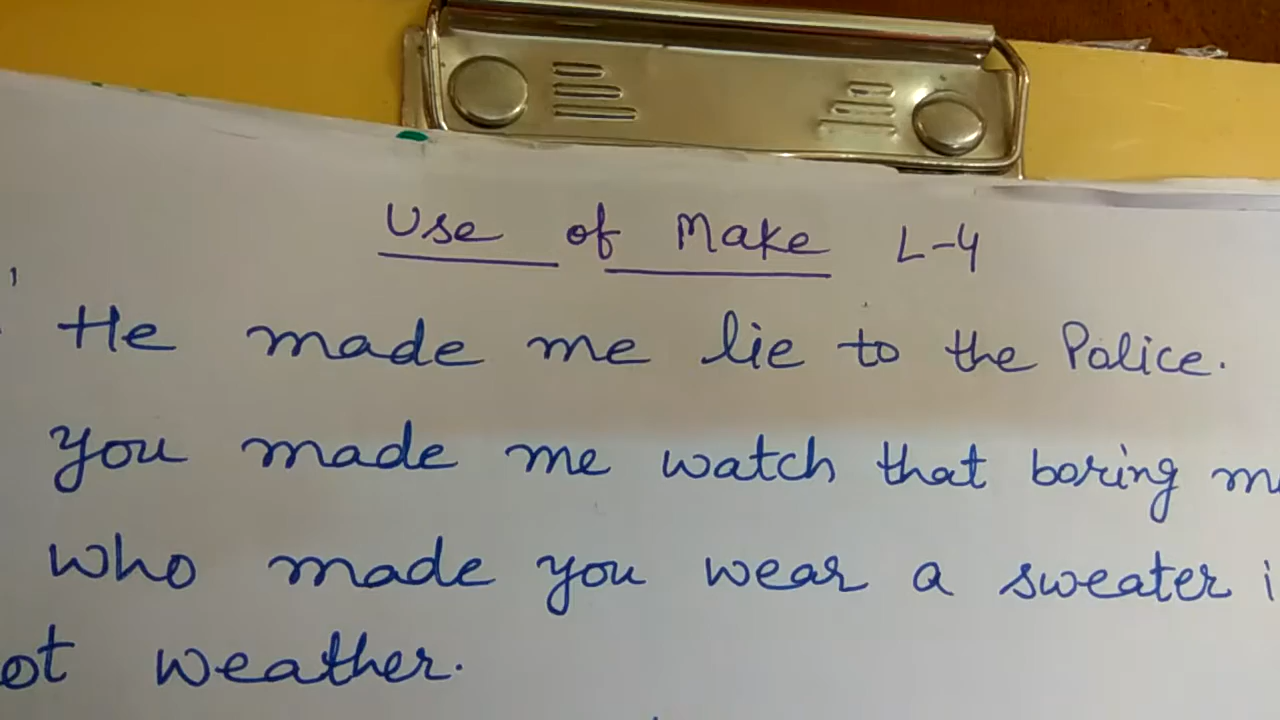 Use of Make L-4
He made me lie to the Police.
you made me watch that boring
who made you wear a sweater
weather.